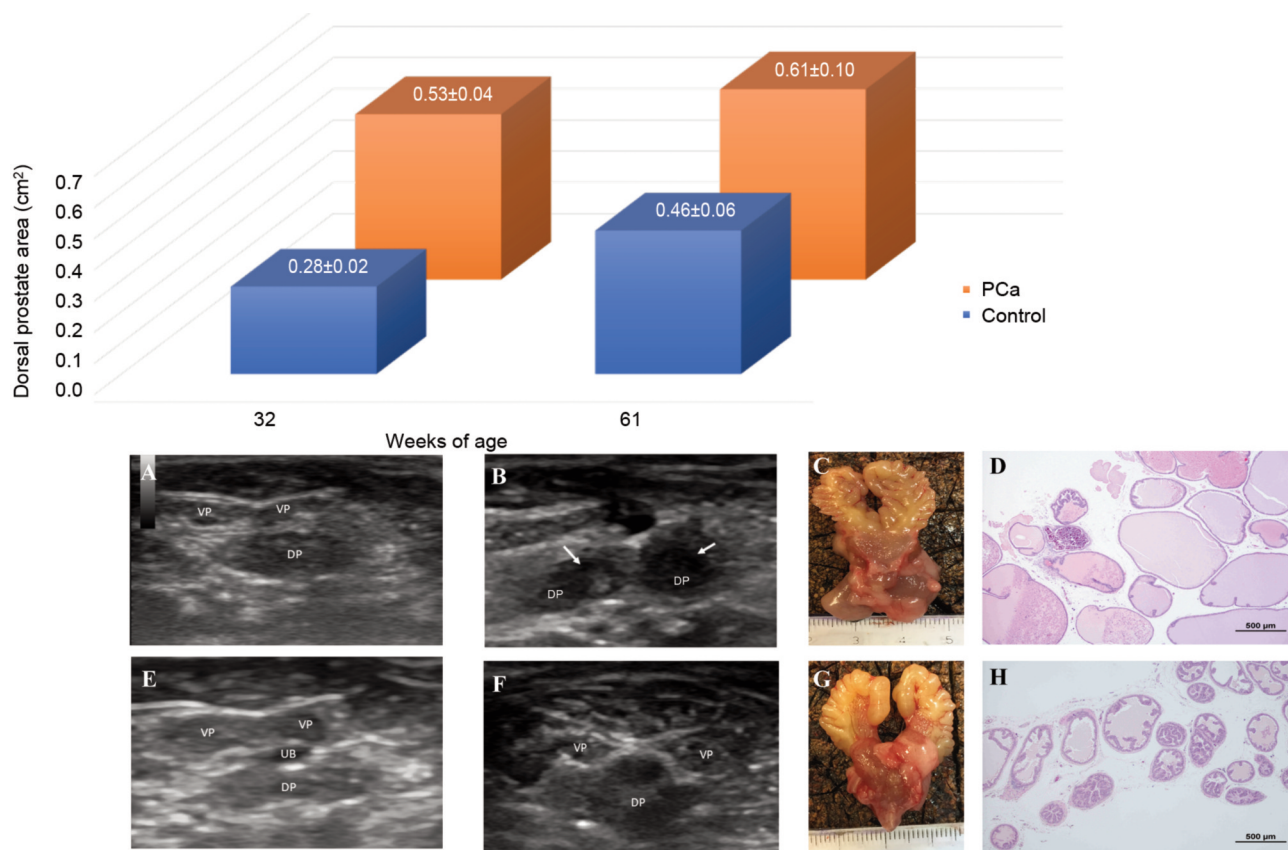 0.53±0.04
0.61±0.10
0.28±0.02
0.46±0.06
Dorsal prostate area (cm²)
0.7
0.6
0.5
0.4
0.3
0.2
0.1
0.0
PCa
Control
32
61
Weeks of age
A
VP
VP
DP
B
DP
DP
C
3
4
5
D
500 µm
E
VP
VP
UB
DP
F
VP
VP
DP
G
H
500 µm